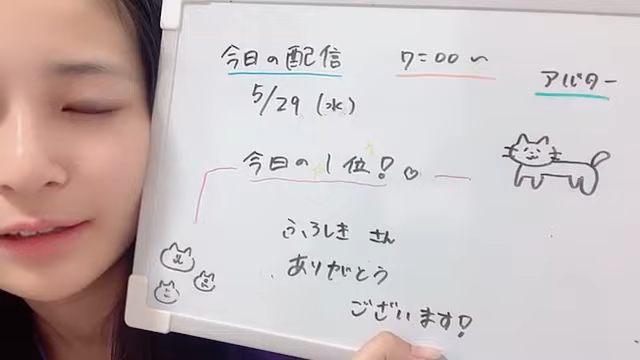 今日の配信
7:00〜
アバター
5/29(水)
今日の1位!♡
ふろしき さん
ありがとう
ございます!